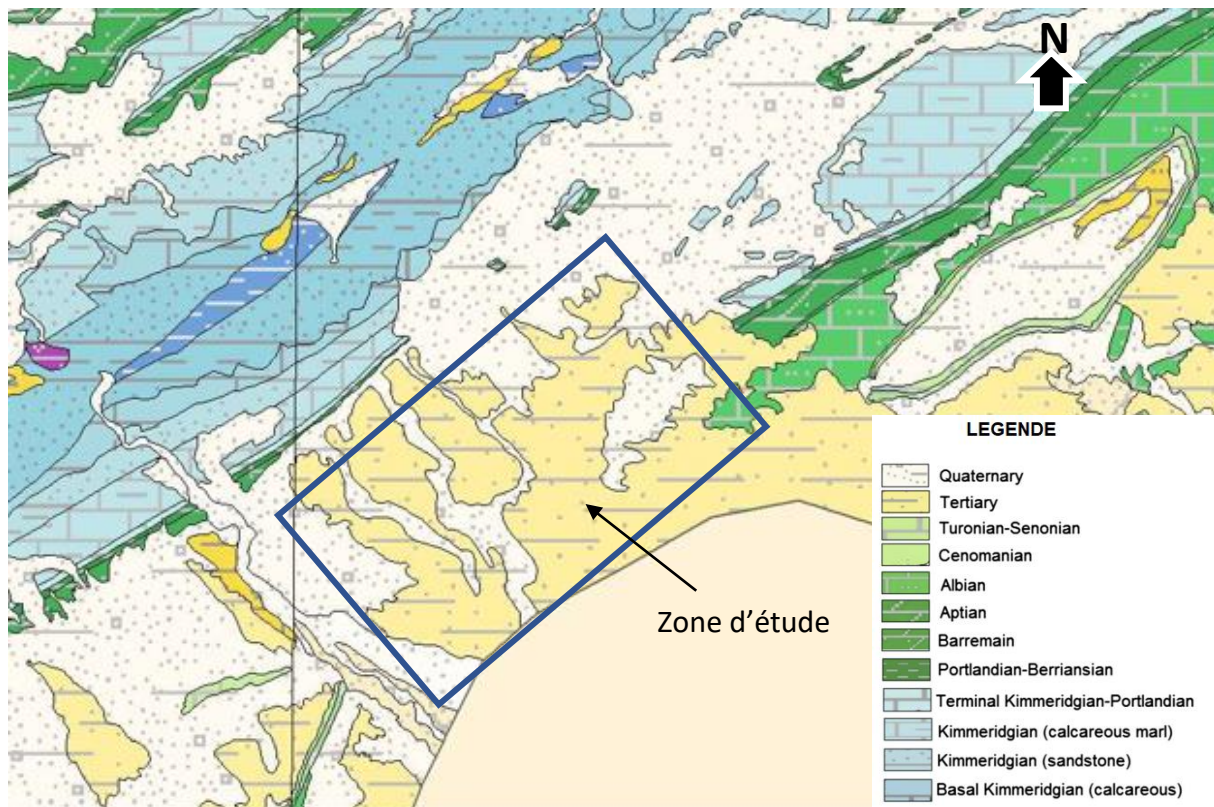 N
Zone d'étude
LEGENDE
Quaternary
Tertiary
Turonian-Senonian
Cenomanian
Albian
Aptian
Barremain
Portlandian-Berriansian
Terminal Kimmeridgian-Portlandian
Kimmeridgian (calcareous marl)
Kimmeridgian (sandstone)
Basal Kimmeridgian (calcareous)